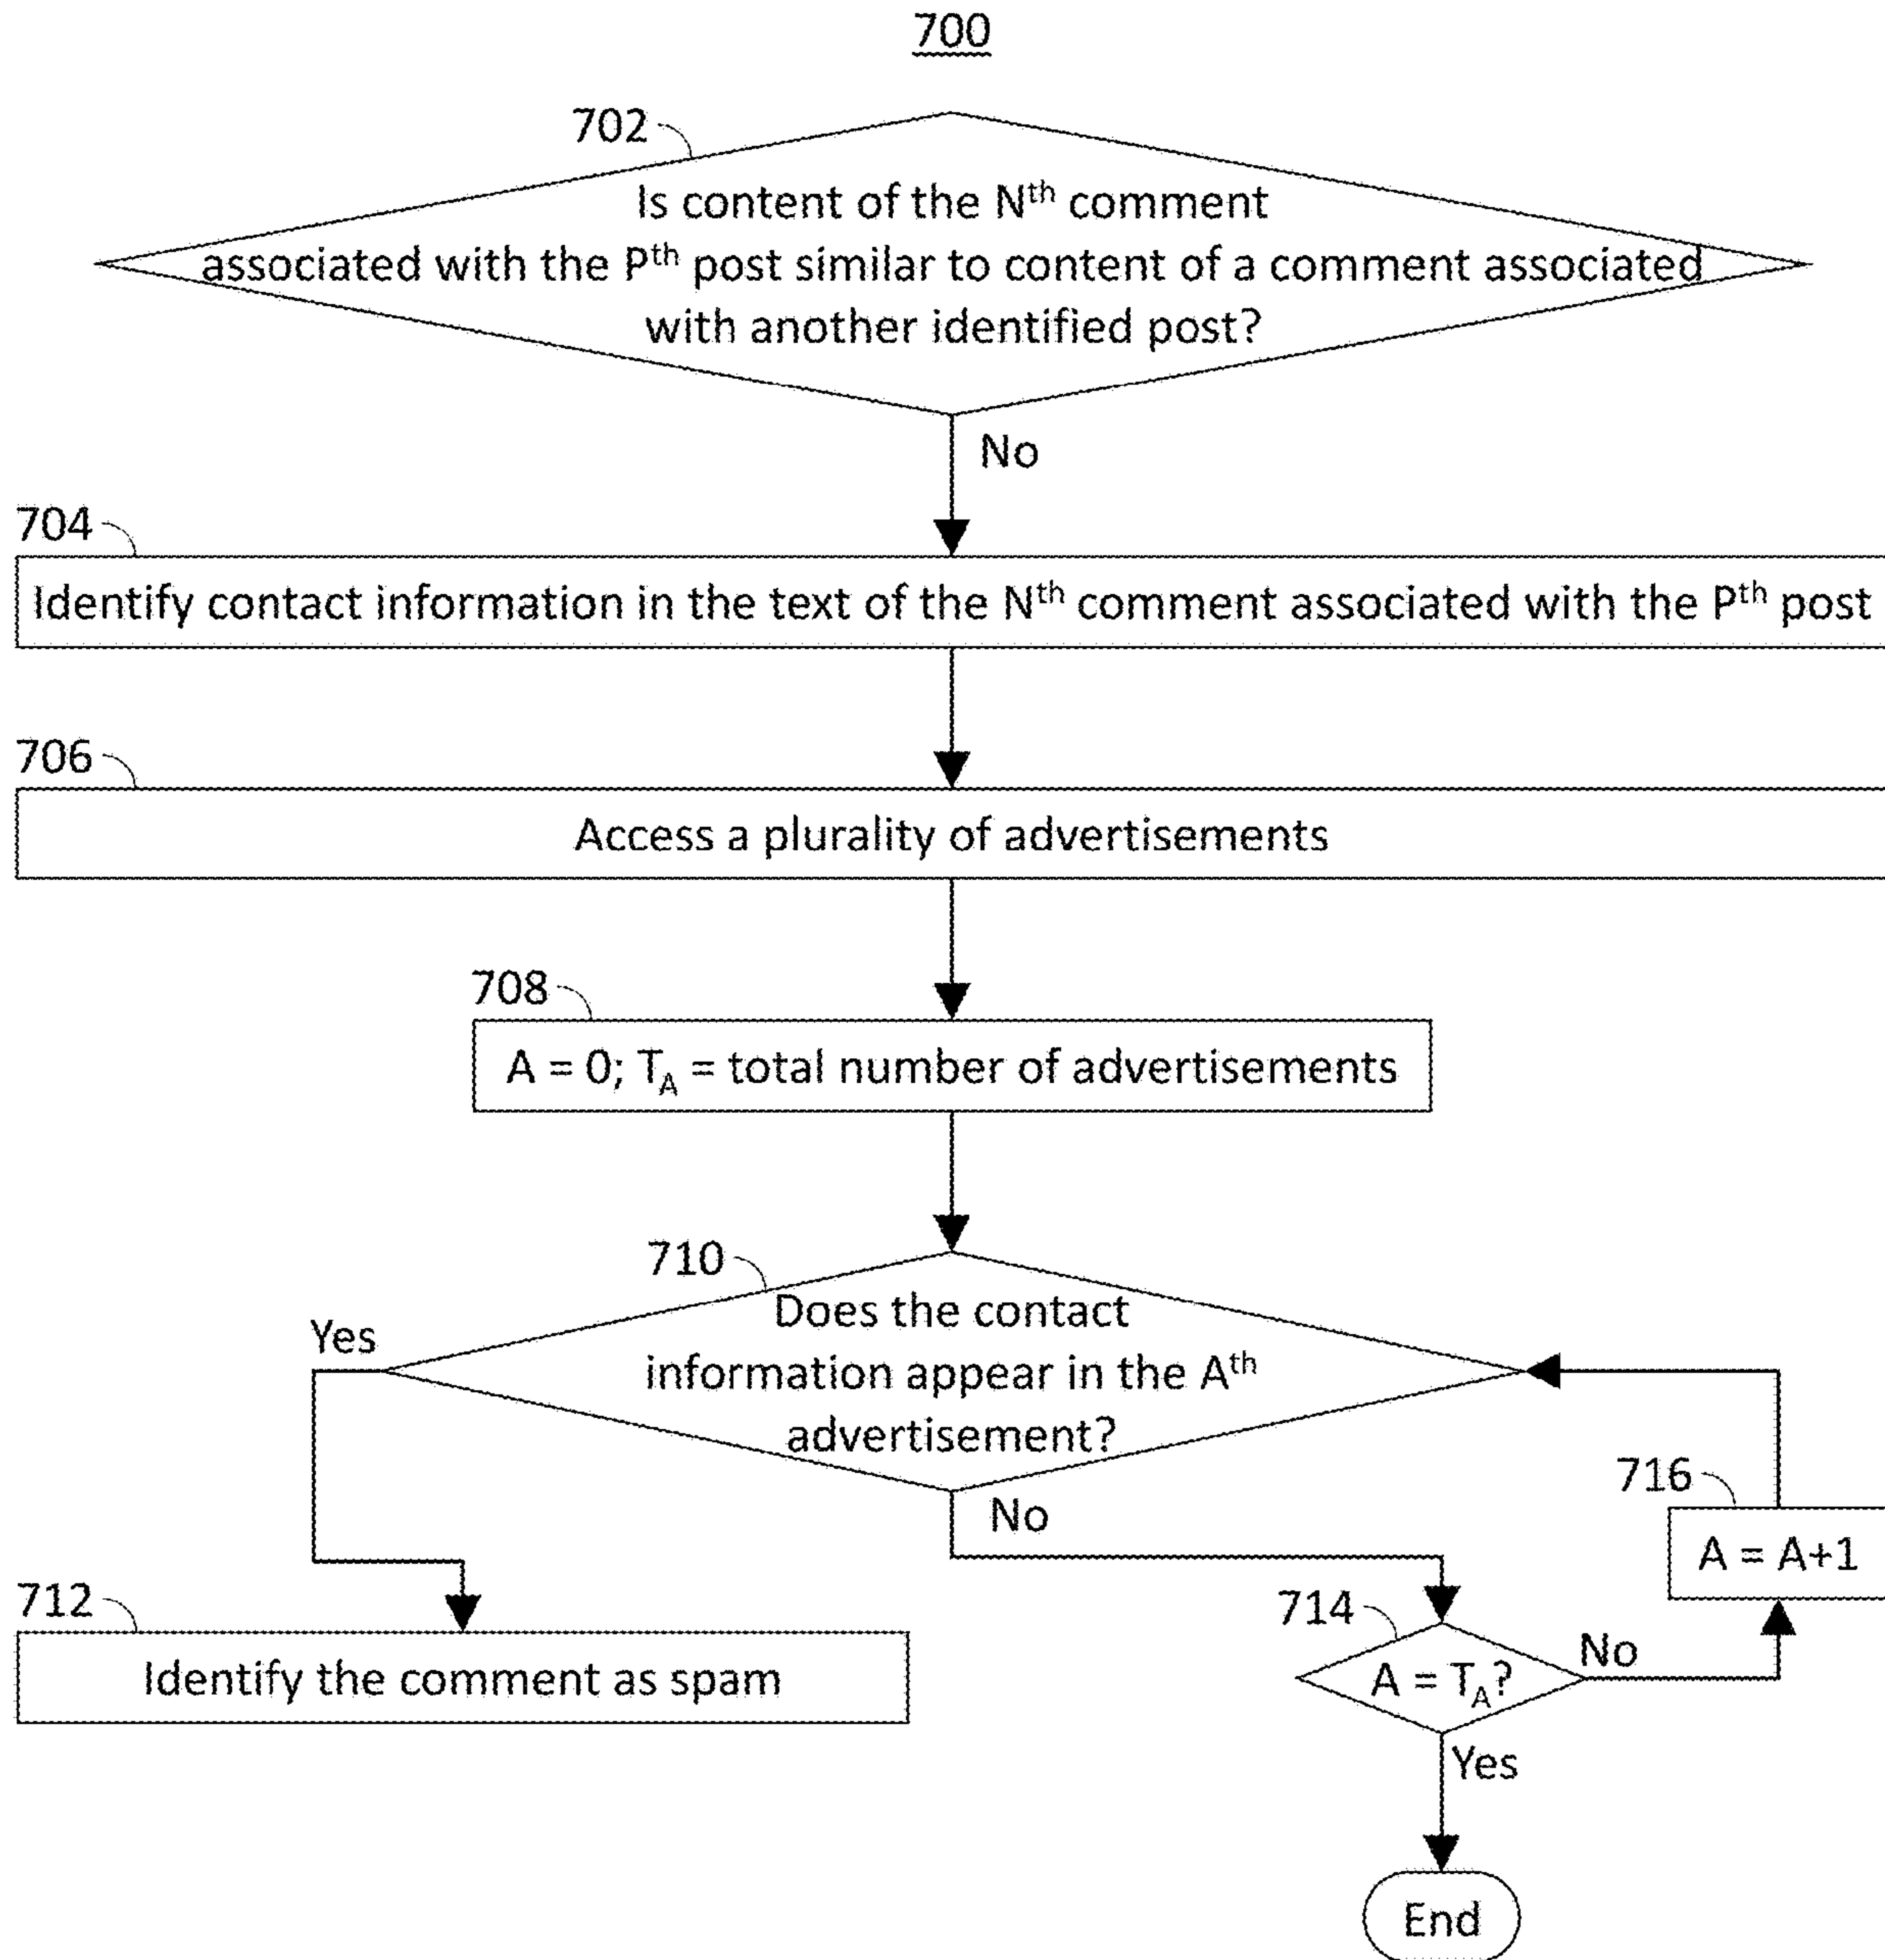 700
702
Is content of the Nth comment
associated with the Pth post similar to content of a comment associated
with another identified post?
No
704
Identify contact information in the text of the Nth comment associated with the Pth post
706
Access a plurality of advertisements
708
A = 0; TA = total number of advertisements
710
Does the contact
information appear in the Ath
advertisement?
Yes
No
716
A = A+1
712
Identify the comment as spam
714
A = TA?
No
Yes
End